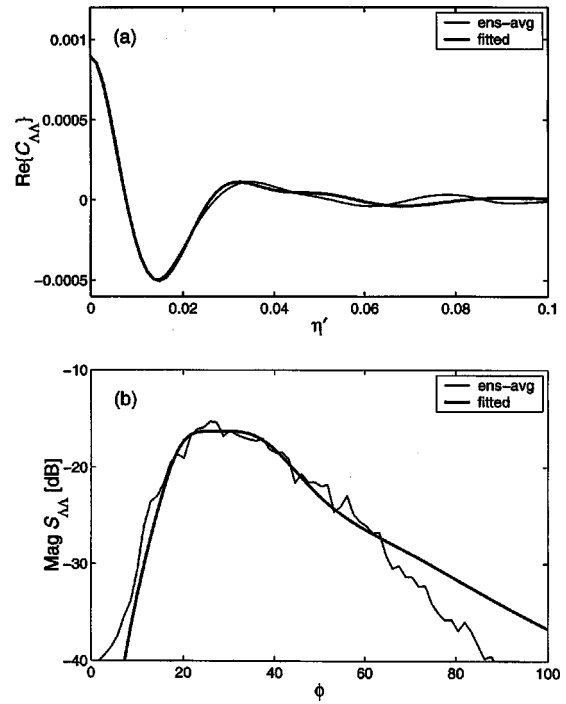 (a)
ens-avg
fitted
0.001
0.0005
0
-0.0005
Re{C_ΛΛ}
0 0.02 0.04 0.06 0.08 0.1
η′
(b)
ens-avg
fitted
-10
-20
-30
-40
Mag S_ΛΛ [dB]
0 20 40 60 80 100
ϕ